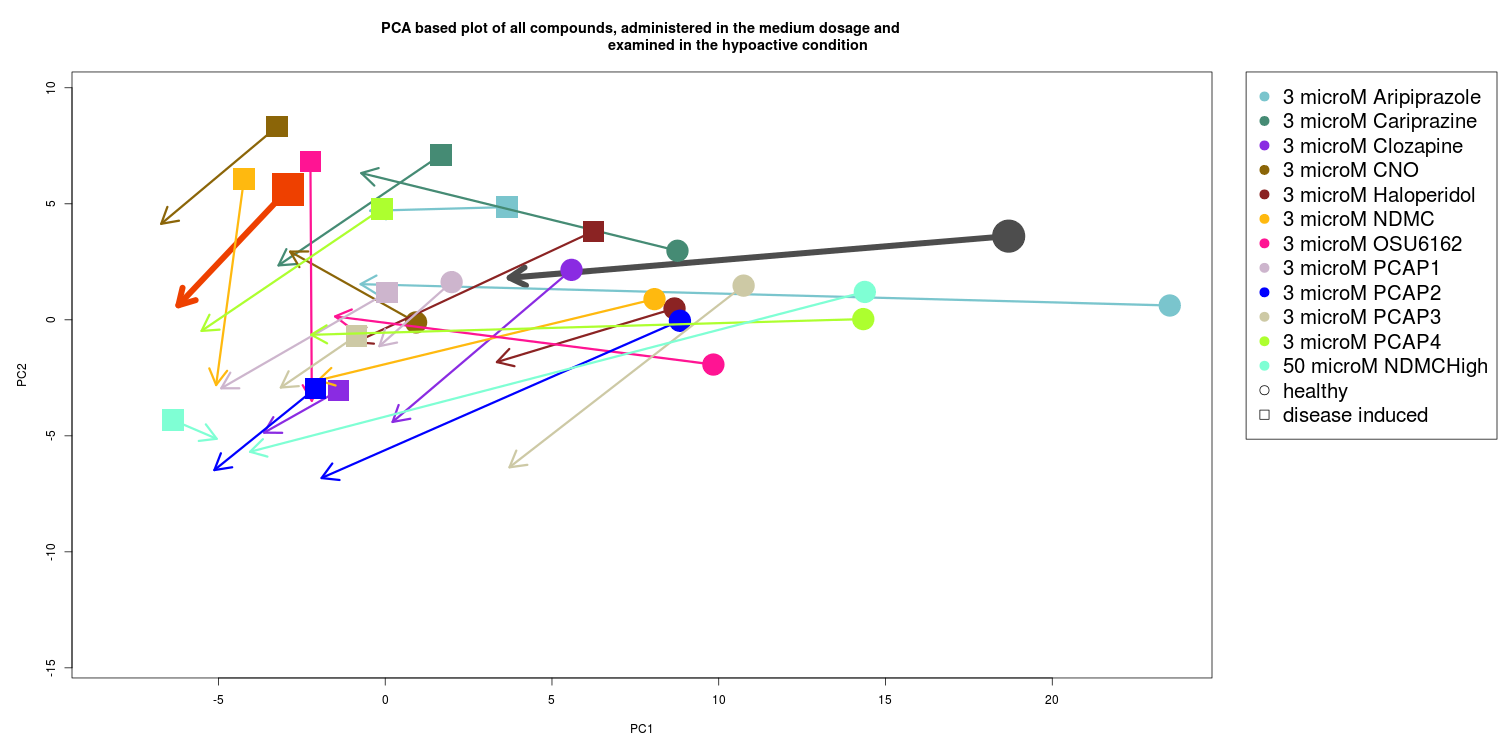 PCA based plot of all compounds, administered in the medium dosage and
examined in the hypoactive condition
10
5
0
-5
-10
-15
PC2
-5
0
5
10
15
20
PC1
3 microM Aripiprazole
3 microM Cariprazine
3 microM Clozapine
3 microM CNO
3 microM Haloperidol
3 microM NDMC
3 microM OSU6162
3 microM PCAP1
3 microM PCAP2
3 microM PCAP3
3 microM PCAP4
50 microM NDMCHigh
healthy
disease induced